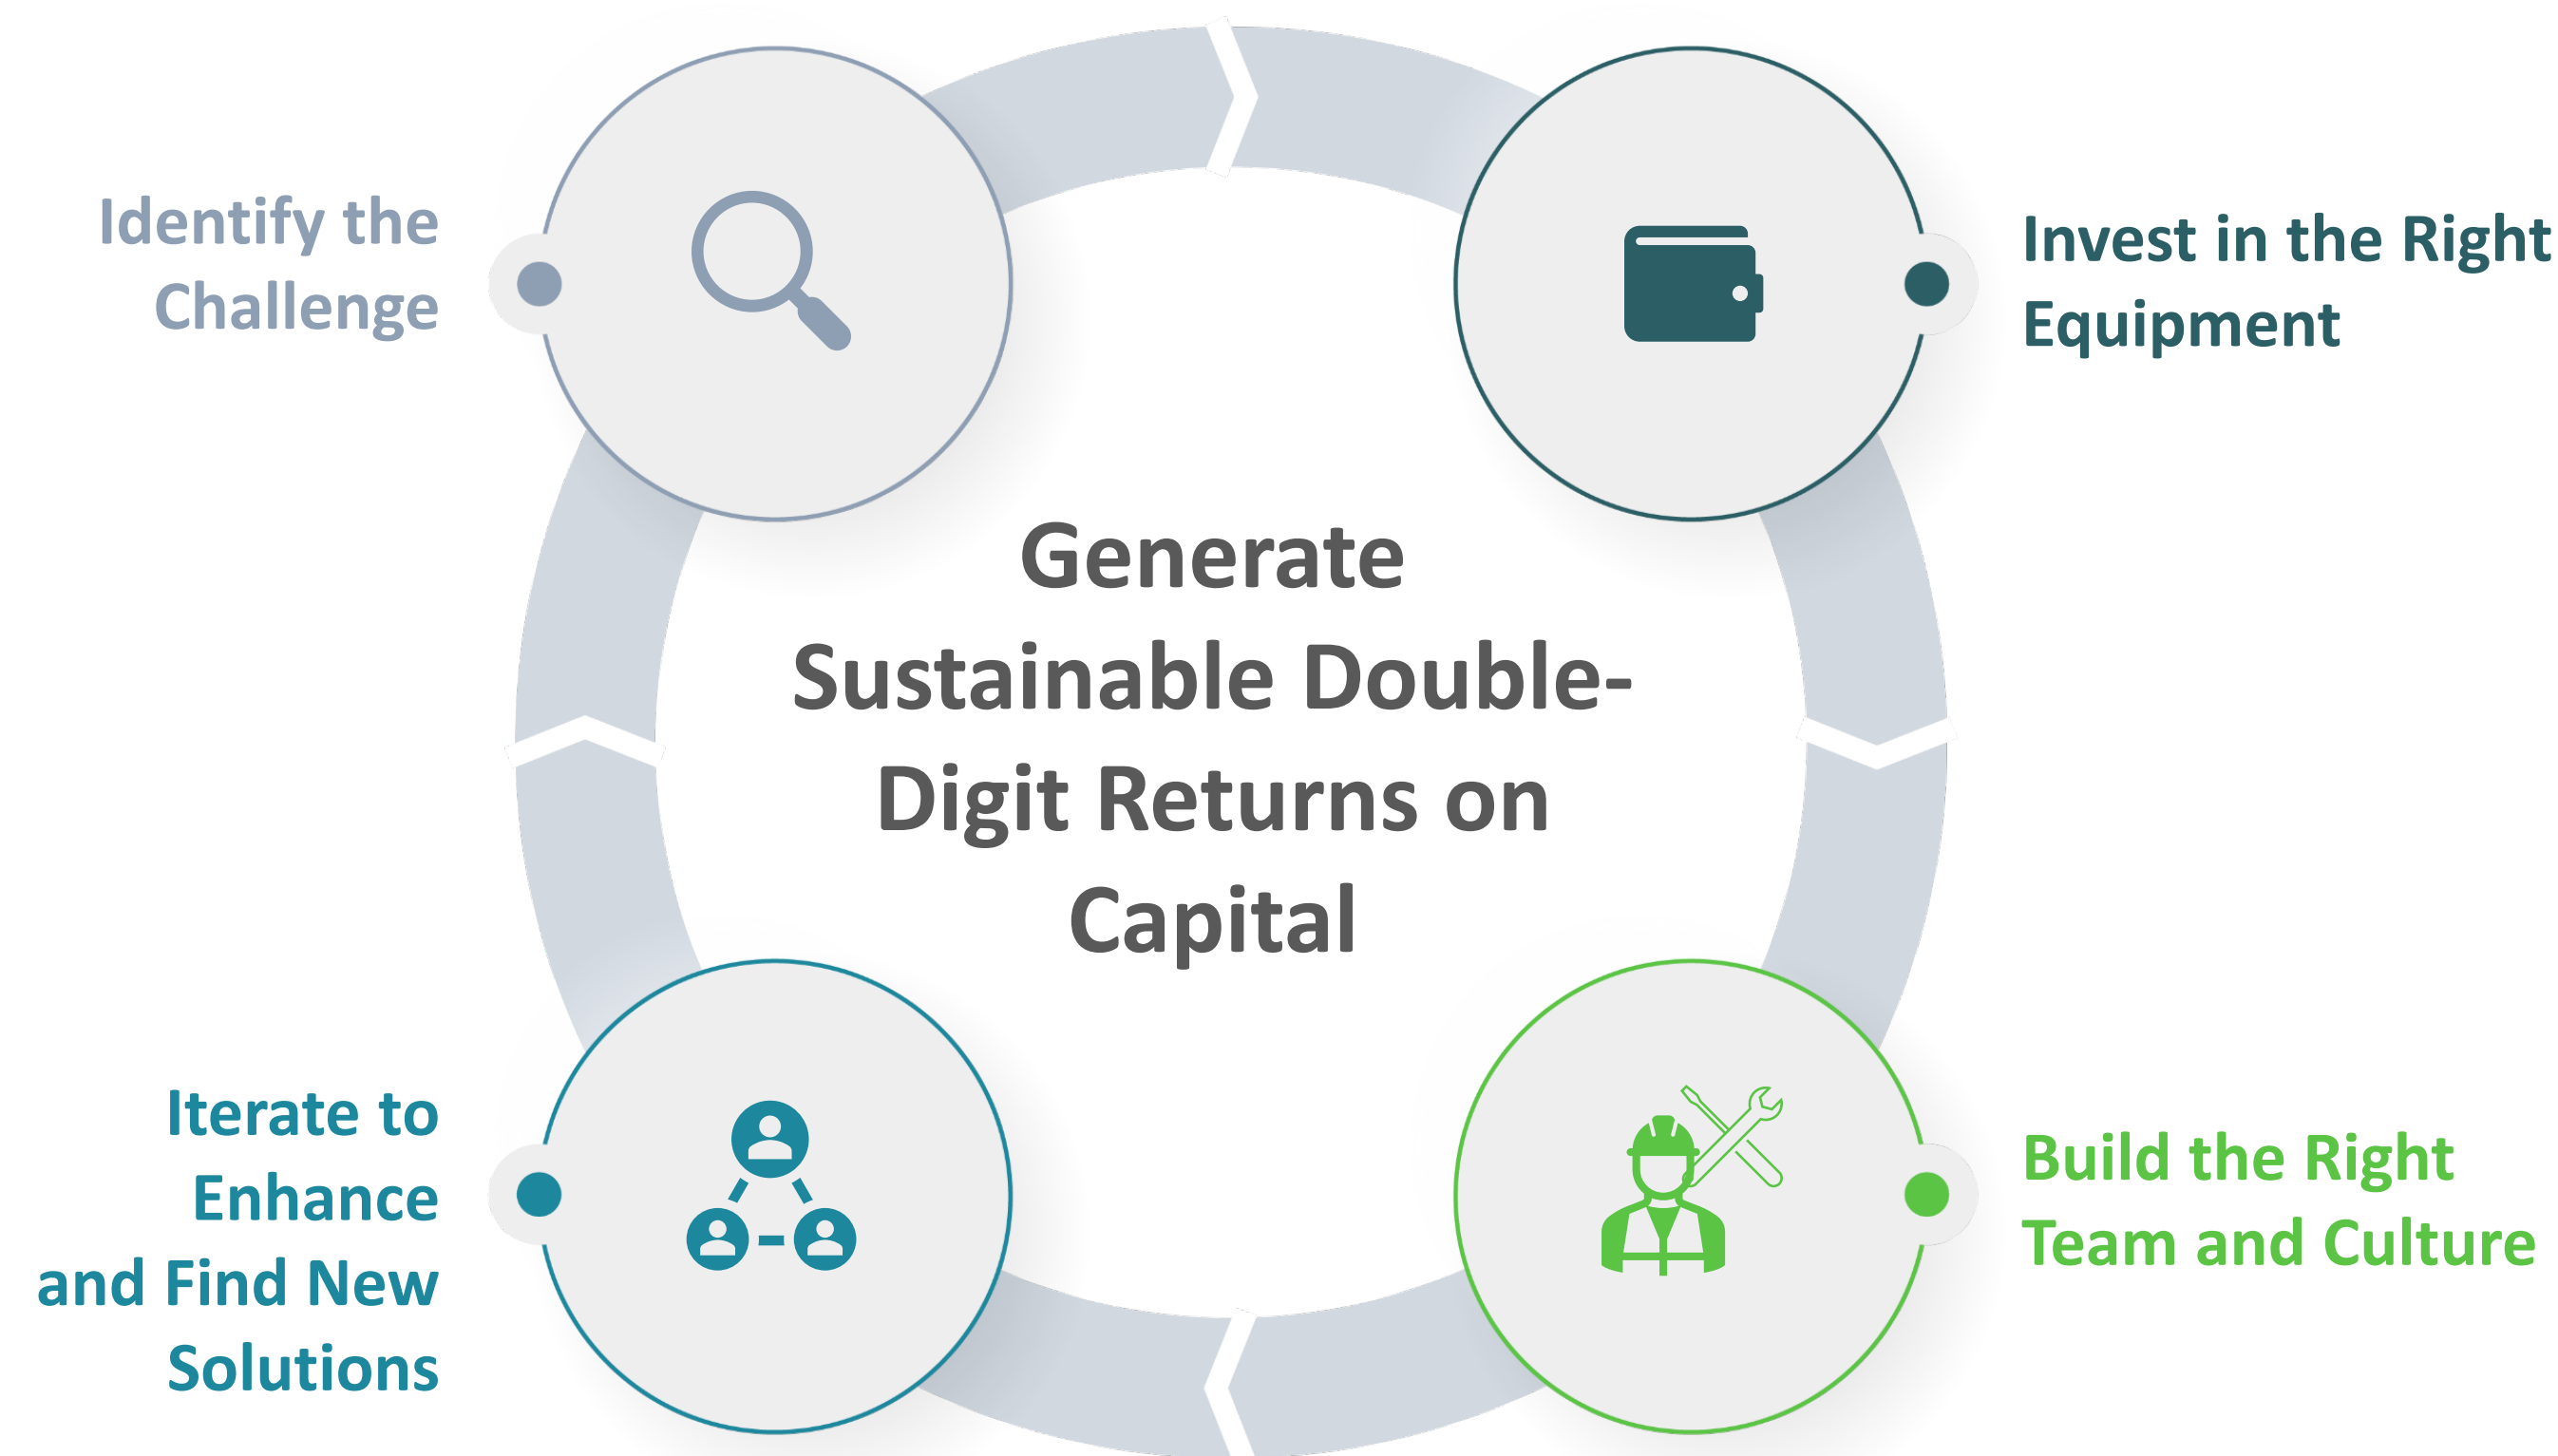 Identify the
Challenge
Invest in the Right
Equipment
Generate
Sustainable Double-
Digit Returns on
Capital
Iterate to
Enhance
and Find New
Solutions
Build the Right
Team and Culture